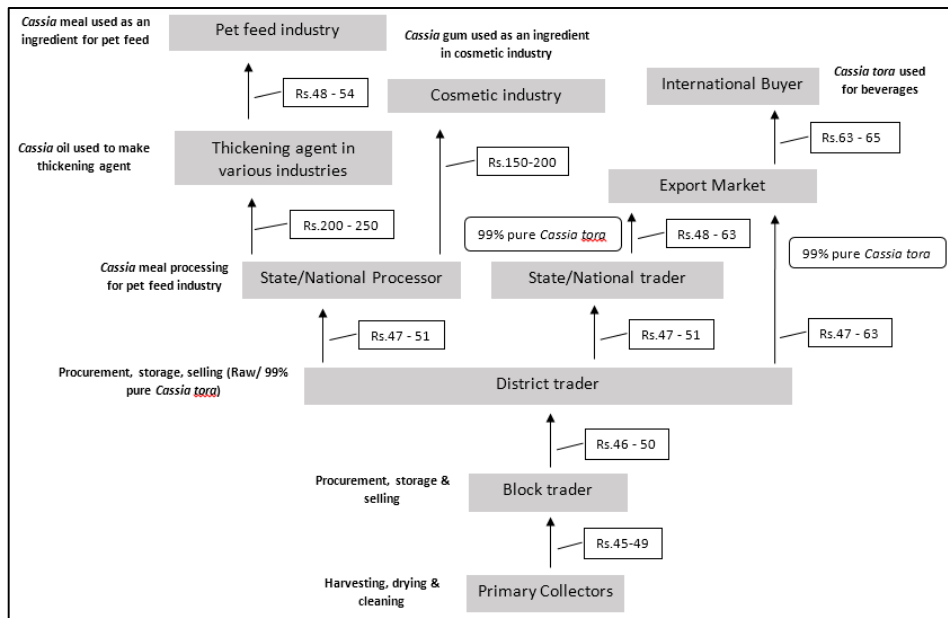 Cassia meal used as an
ingredient for pet feed
Pet feed industry
Cassia gum used as an ingredient
in cosmetic industry
Rs.48 - 54
Cosmetic industry
International Buyer
Cassia tora used
for beverages
Cassia oil used to make
thickening agent
Thickening agent in
various industries
Rs.150-200
Rs.63 - 65
Export Market
Rs.200 - 250
99% pure Cassia tora
Rs.48 - 63
99% pure Cassia tora
Cassia meal processing
for pet feed industry
State/National Processor
State/National trader
Rs.47 - 51
Rs.47 - 51
Rs.47 - 63
Procurement, storage, selling (Raw/ 99%
pure Cassia tora)
District trader
Rs.46 - 50
Procurement, storage &
selling
Block trader
Rs.45-49
Harvesting, drying &
cleaning
Primary Collectors